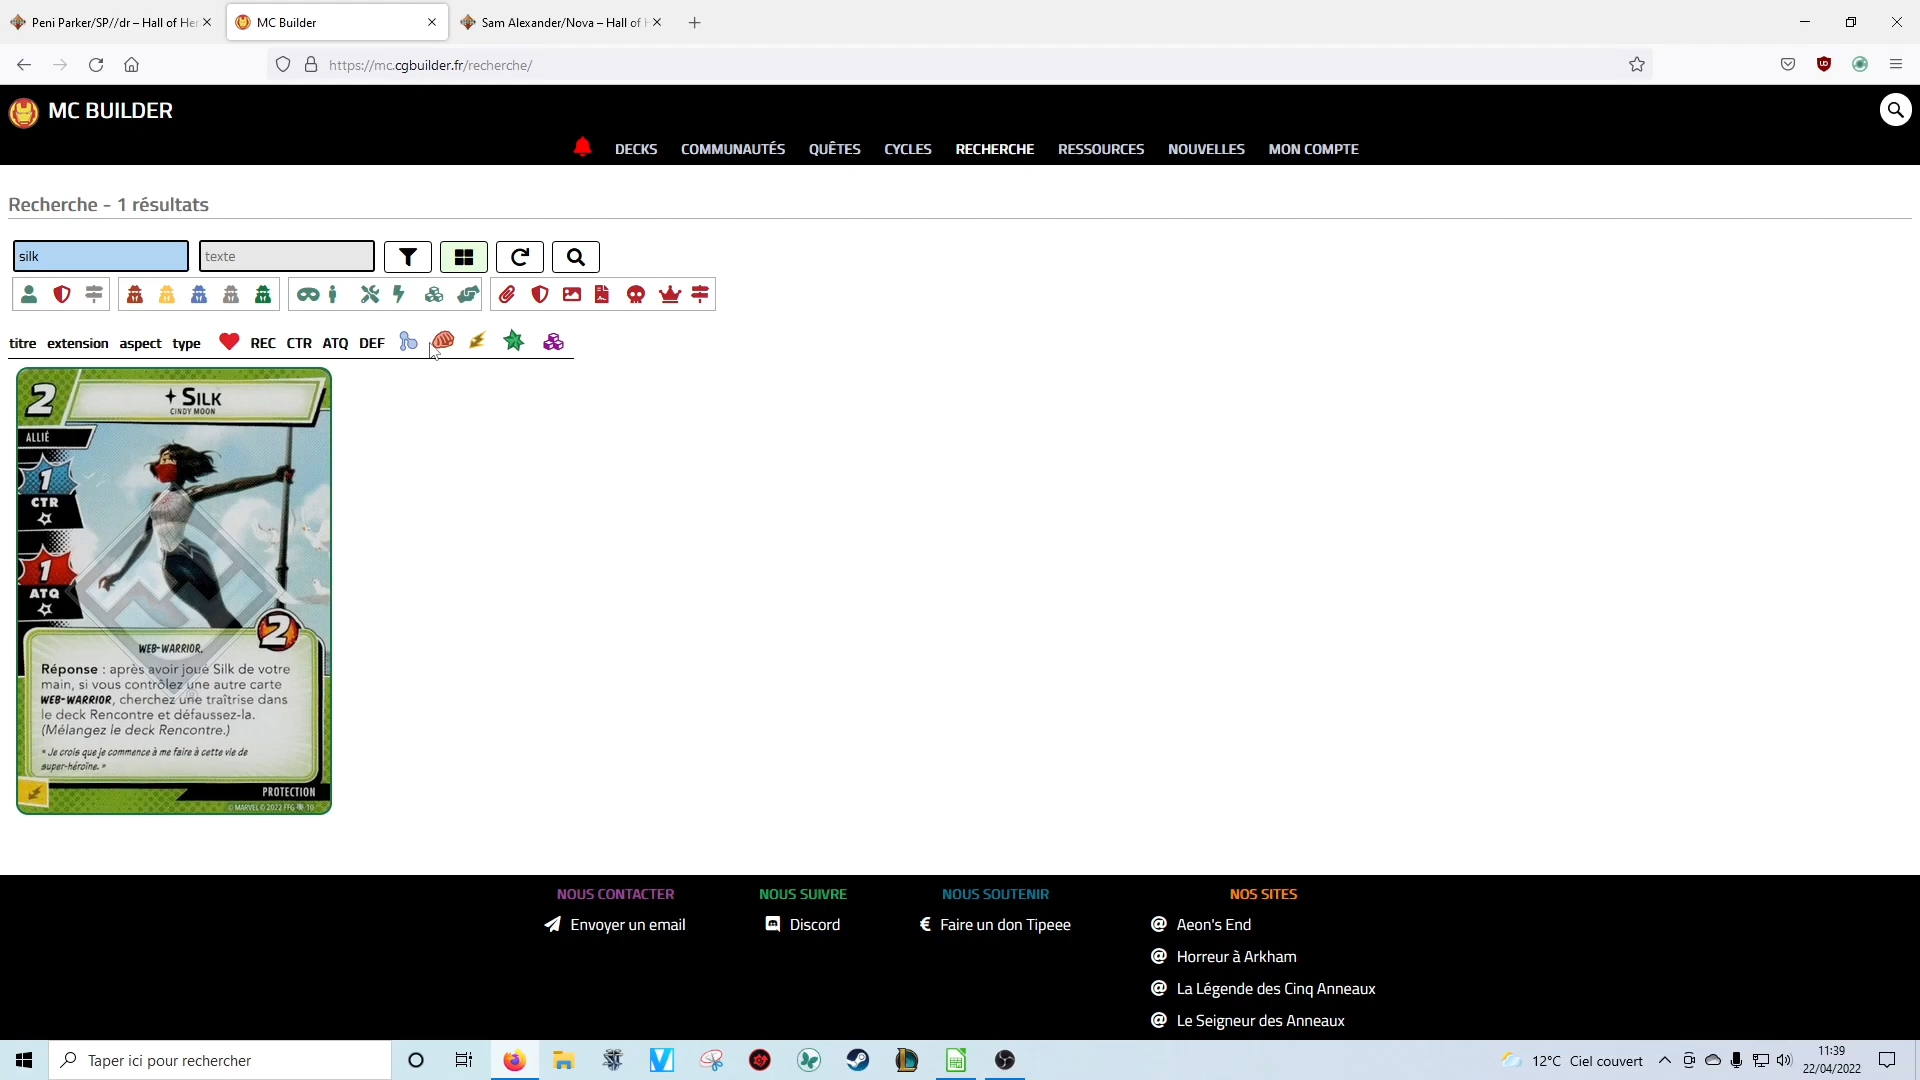 Peni Parker/SP//dr – Hall of Her
MC Builder
Sam Alexander/Nova – Hall of H
https://mc.cgbuilder.fr/recherche/
MC BUILDER
DECKS COMMUNAUTÉS QUÊTES CYCLES RECHERCHE RESSOURCES NOUVELLES MON COMPTE
Recherche - 1 résultats
silk texte
titre extension aspect type REC CTR ATQ DEF
2
SILK
CINDY MOON
ALLIÉ
1
CTR
1
ATQ
2
WEB-WARRIOR.
Réponse : après avoir joué Silk de votre
main, si vous contrôlez une autre carte
WEB-WARRIOR, cherchez une traîtrise dans
le deck Rencontre et défaussez-la.
(Mélangez le deck Rencontre.)
" Je crois que je commence à me faire à cette vie de
super-héroïne. "
PROTECTION
© MARVEL © 2022 FFG 10
NOUS CONTACTER NOUS SUIVRE NOUS SOUTENIR NOS SITES
Envoyer un email Discord € Faire un don Tipeee @ Aeon's End
@ Horreur à Arkham
@ La Légende des Cinq Anneaux
@ Le Seigneur des Anneaux
Taper ici pour rechercher
12°C Ciel couvert
11:39
22/04/2022